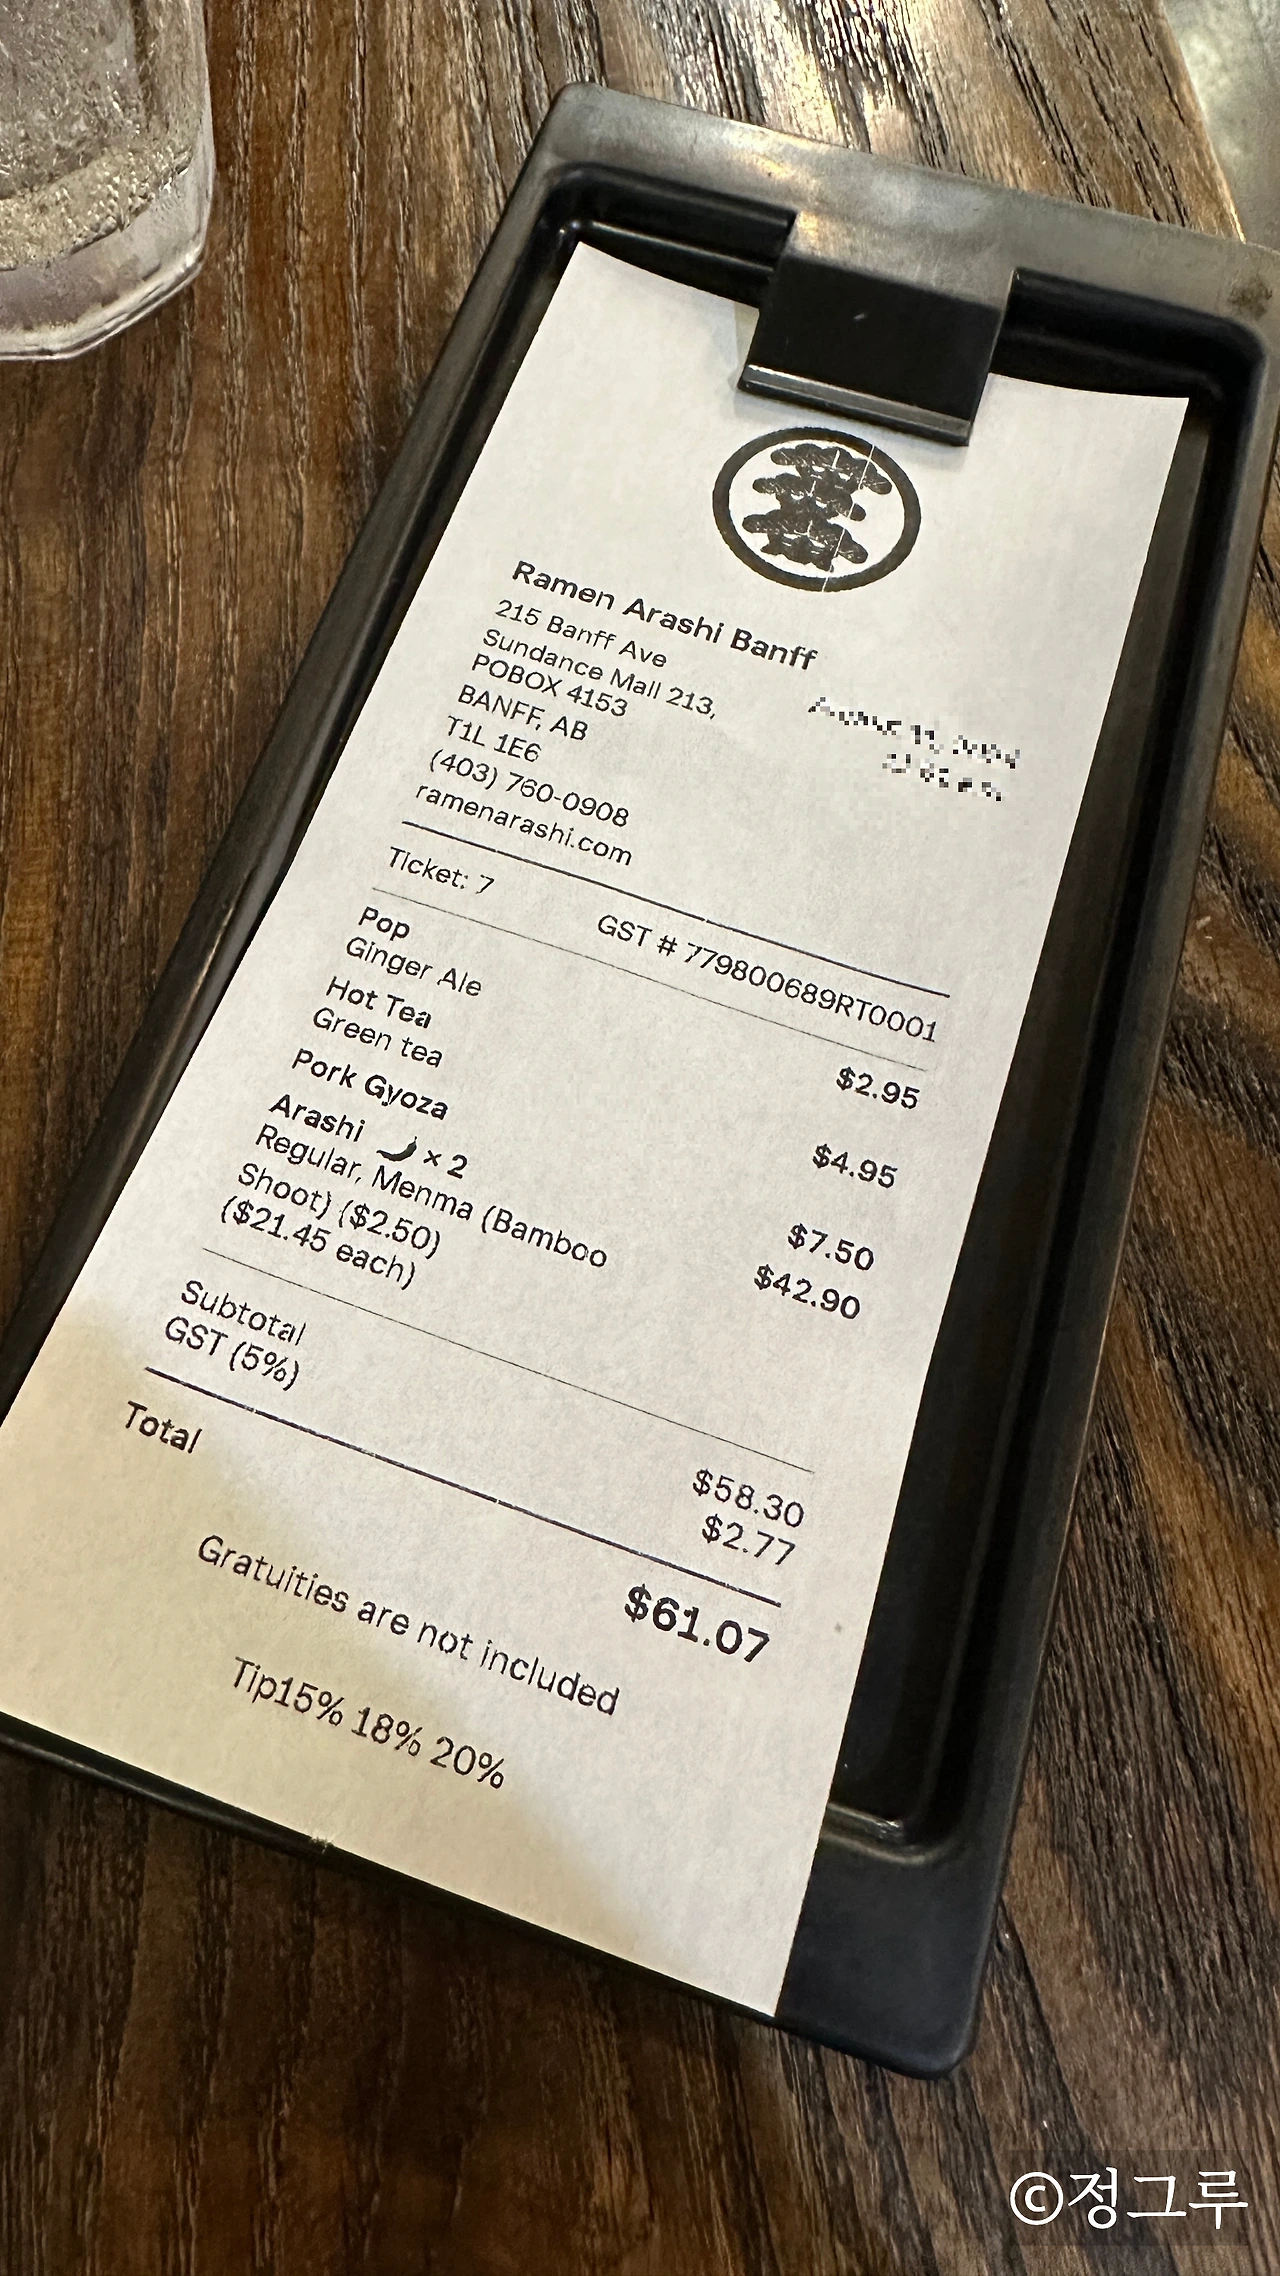 Ramen Arashi Banff
215 Banff Ave
Sundance Mall 213,
POBOX 4153
BANFF, AB
T1L 1E6
(403) 760-0908
ramenarashi.com
Ticket: 7
GST # 779800689RT0001
Pop $2.95
Ginger Ale
Hot Tea $4.95
Green tea
Pork Gyoza $7.50
Arashi 🌶 × 2 $42.90
Regular, Menma (Bamboo
Shoot) ($2.50)
($21.45 each)
Subtotal $58.30
GST (5%) $2.77
Total $61.07
Gratuities are not included
Tip15% 18% 20%
©정그루